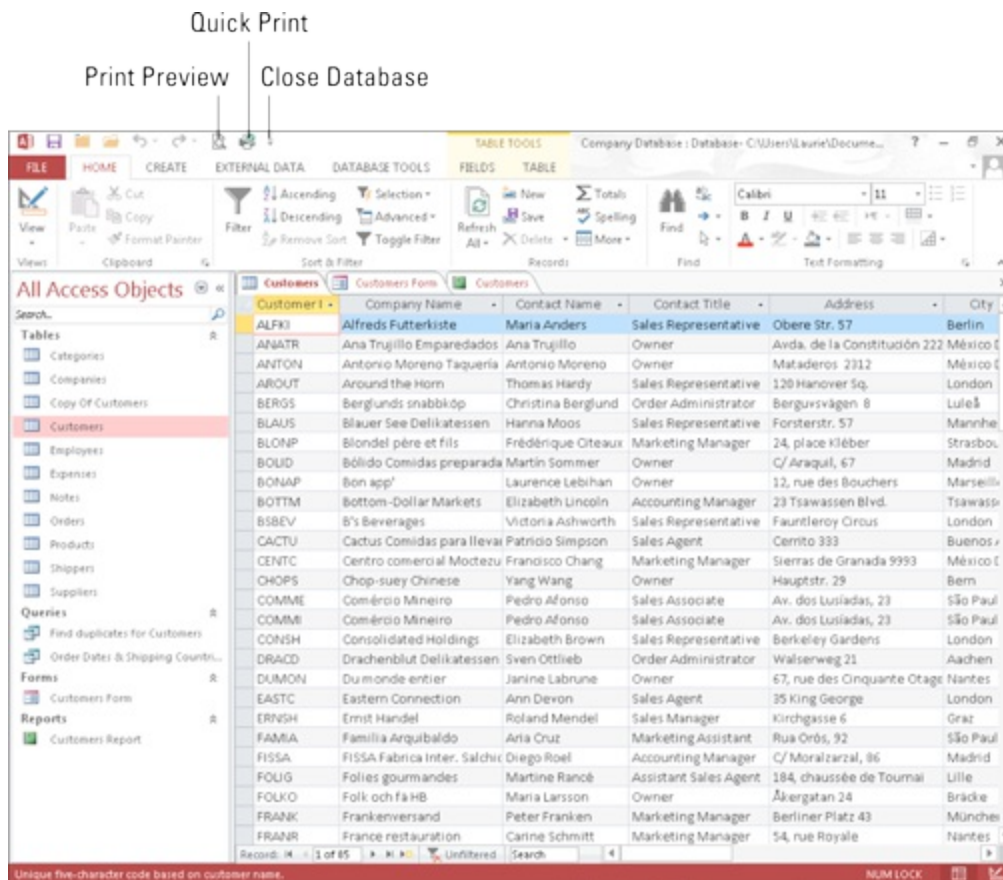 Quick Print
Print Preview
Close Database
TABLE TOOLS
Company Database : Database- C:\Users\Laurie\Docume...
?
FILE HOME CREATE EXTERNAL DATA DATABASE TOOLS FIELDS TABLE
View
Paste
Cut
Copy
Format Painter
Filter
Ascending
Descending
Remove Sort
Selection
Advanced
Toggle Filter
Refresh All
New
Save
Delete
Totals
Spelling
More
Find
Calibri 11
B I U
Views Clipboard Sort & Filter Records Find Text Formatting
All Access Objects
Search...
Tables
Categories
Companies
Copy Of Customers
Customers
Employees
Expenses
Notes
Orders
Products
Shippers
Suppliers
Queries
Find duplicates for Customers
Order Dates & Shipping Countri...
Forms
Customers Form
Reports
Customers Report
Customers Customers Form Customers
Customer I Company Name Contact Name Contact Title Address City
ALFKI Alfreds Futterkiste Maria Anders Sales Representative Obere Str. 57 Berlin
ANATR Ana Trujillo Emparedados Ana Trujillo Owner Avda. de la Constitución 222 México D
ANTON Antonio Moreno Taquería Antonio Moreno Owner Mataderos 2312 México D
AROUT Around the Horn Thomas Hardy Sales Representative 120 Hanover Sq. London
BERGS Berglunds snabbköp Christina Berglund Order Administrator Berguvsvägen 8 Luleå
BLAUS Blauer See Delikatessen Hanna Moos Sales Representative Forsterstr. 57 Mannhe
BLONP Blondel père et fils Frédérique Citeaux Marketing Manager 24, place Kléber Strasbou
BOLID Bólido Comidas preparada Martín Sommer Owner C/ Araquil, 67 Madrid
BONAP Bon app' Laurence Lebihan Owner 12, rue des Bouchers Marseill
BOTTM Bottom-Dollar Markets Elizabeth Lincoln Accounting Manager 23 Tsawassen Blvd. Tsawass
BSBEV B's Beverages Victoria Ashworth Sales Representative Fauntleroy Circus London
CACTU Cactus Comidas para lleva Patricio Simpson Sales Agent Cerrito 333 Buenos
CENTC Centro comercial Moctezu Francisco Chang Marketing Manager Sierras de Granada 9993 México D
CHOPS Chop-suey Chinese Yang Wang Owner Hauptstr. 29 Bern
COMME Comércio Mineiro Pedro Afonso Sales Associate Av. dos Lusíadas, 23 São Paul
COMMI Comércio Mineiro Pedro Afonso Sales Associate Av. dos Lusíadas, 23 São Paul
CONSH Consolidated Holdings Elizabeth Brown Sales Representative Berkeley Gardens London
DRACD Drachenblut Delikatessen Sven Ottlieb Order Administrator Walserweg 21 Aachen
DUMON Du monde entier Janine Labrune Owner 67, rue des Cinquante Otage Nantes
EASTC Eastern Connection Ann Devon Sales Agent 35 King George London
ERNSH Ernst Handel Roland Mendel Sales Manager Kirchgasse 6 Graz
FAMIA Familia Arquibaldo Aria Cruz Marketing Assistant Rua Orós, 92 São Paul
FISSA FISSA Fabrica Inter. Salchic Diego Roel Accounting Manager C/ Moralzarzal, 86 Madrid
FOLIG Folies gourmandes Martine Rancé Assistant Sales Agent 184, chaussée de Tournai Lille
FOLKO Folk och fä HB Maria Larsson Owner Åkergatan 24 Bräcke
FRANK Frankenversand Peter Franken Marketing Manager Berliner Platz 43 Münche
FRANR France restauration Carine Schmitt Marketing Manager 54, rue Royale Nantes
Record: 1 of 85 Unfiltered Search
Unique five-character code based on customer name.
NUM LOCK